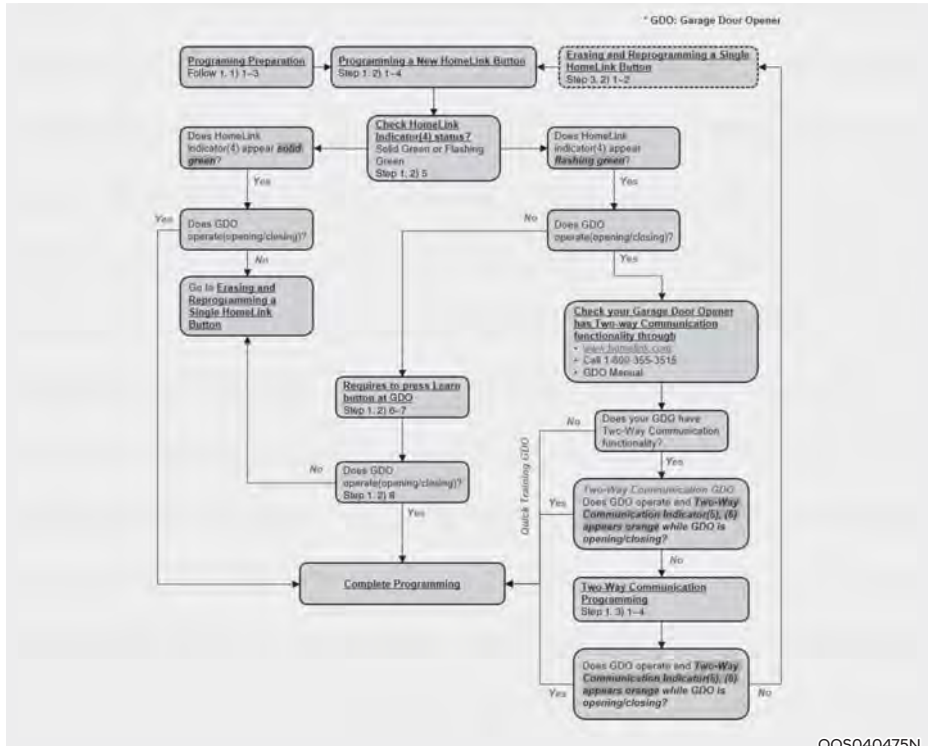 * GDO: Garage Door Opener
Programing Preparation
Follow 1. 1) 1~3
Programming a New HomeLink Button
Step 1. 2) 1~4
Erasing and Reprogramming a Single
HomeLink Button
Step 3. 2) 1~2
Check HomeLink
Indicator(4) status?
Solid Green or Flashing
Green
Step 1. 2) 5
Does HomeLink
indicator(4) appear solid
green?
Does HomeLink
indicator(4) appear
flashing green?
Yes
Yes
Yes
Does GDO
operate(opening/closing)?
No
Does GDO
operate(opening/closing)?
No
Yes
Go to Erasing and
Reprogramming a
Single HomeLink
Button
Check your Garage Door Opener
has Two-way Communication
functionality through
• www.homelink.com
• Call 1-800-355-3515
• GDO Manual
Requires to press Learn
button at GDO
Step 1. 2) 6~7
No
Does your GDO have
Two-Way Communication
functionality?
Quick Training GDO
Yes
No
Does GDO
operate(opening/closing)?
Step 1. 2) 8
Yes
Yes
Two-Way Communication GDO
Does GDO operate and Two-Way
Communication Indicator(5), (6)
appears orange while GDO is
opening/closing?
No
Complete Programming
Two-Way Communication
Programming
Step 1. 3) 1~4
Does GDO operate and Two-Way
Communication Indicator(5), (6)
appears orange while GDO is
opening/closing?
Yes
No
OOS040475N